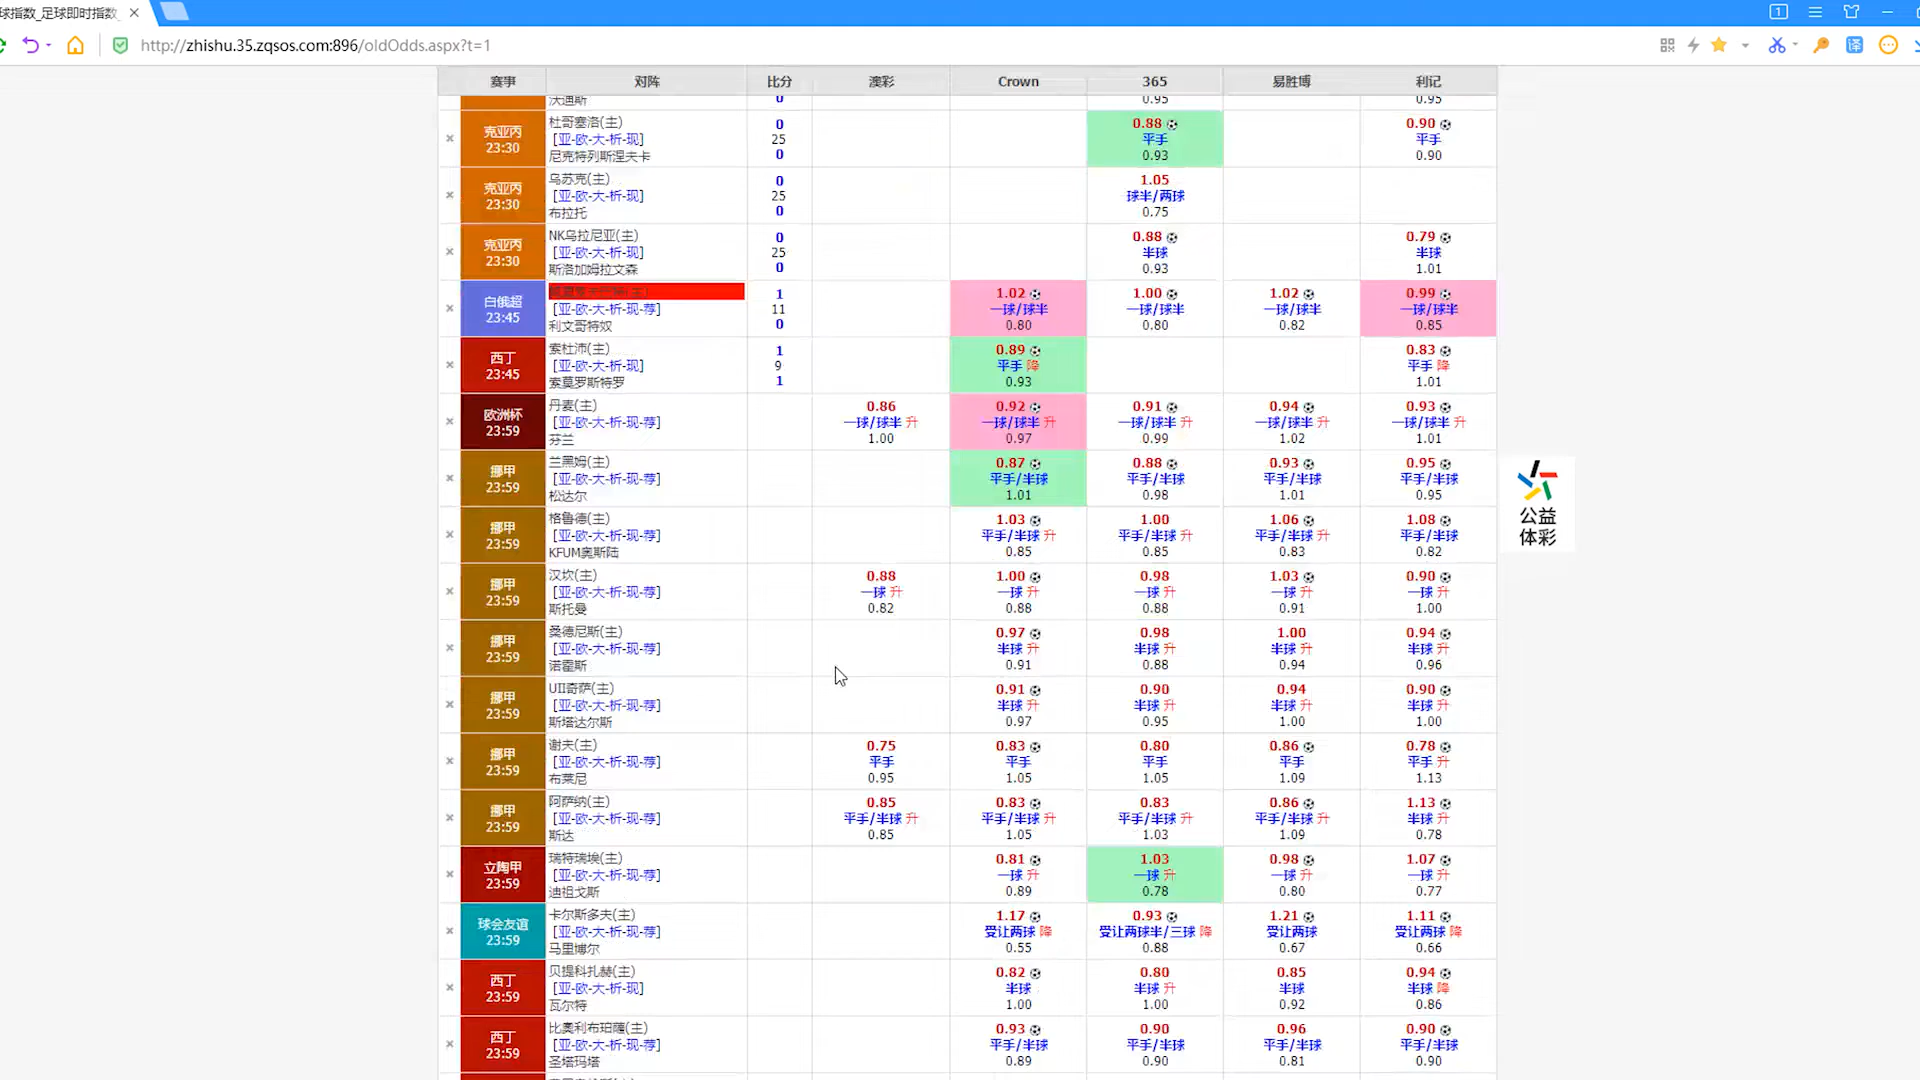 球指数_足球即时指数
http://zhishu.35.zqsos.com:896/oldOdds.aspx?t=1
1
译
赛事 对阵 比分 澳彩 Crown 365 易胜博 利记
沃迪斯 0 0.95 0.95
克亚丙 23:30 杜哥塞洛(主) 0 0.88 0.90
[亚-欧-大-析-现] 25 平手 平手
尼克特列斯涅夫卡 0 0.93 0.90
克亚丙 23:30 乌苏克(主) 0 1.05
[亚-欧-大-析-现] 25 球半/两球
布拉托 0 0.75
克亚丙 23:30 NK乌拉尼亚(主) 0 0.88 0.79
[亚-欧-大-析-现] 25 半球 半球
斯洛加姆拉文森 0 0.93 1.01
白俄超 23:45 1 1.02 1.00 1.02 0.99
[亚-欧-大-析-现-荐] 11 一球/球半 一球/球半 一球/球半 一球/球半
利文哥特奴 0 0.80 0.80 0.82 0.85
西丁 23:45 索杜沛(主) 1 0.89 0.83
[亚-欧-大-析-现] 9 平手 降 平手 降
索莫罗斯特罗 1 0.93 1.01
欧洲杯 23:59 丹麦(主) 0.86 0.92 0.91 0.94 0.93
[亚-欧-大-析-现-荐] 一球/球半 升 一球/球半 升 一球/球半 升 一球/球半 升 一球/球半 升
芬兰 1.00 0.97 0.99 1.02 1.01
挪甲 23:59 兰黑姆(主) 0.87 0.88 0.93 0.95
[亚-欧-大-析-现-荐] 平手/半球 平手/半球 平手/半球 平手/半球
松达尔 1.01 0.98 1.01 0.95
挪甲 23:59 格鲁德(主) 1.03 1.00 1.06 1.08
[亚-欧-大-析-现-荐] 平手/半球 升 平手/半球 升 平手/半球 升 平手/半球
KFUM奥斯陆 0.85 0.85 0.83 0.82
挪甲 23:59 汉坎(主) 0.88 1.00 0.98 1.03 0.90
[亚-欧-大-析-现-荐] 一球 升 一球 升 一球 升 一球 升 一球 升
斯托曼 0.82 0.88 0.88 0.91 1.00
挪甲 23:59 桑德尼斯(主) 0.97 0.98 1.00 0.94
[亚-欧-大-析-现-荐] 半球 升 半球 升 半球 升 半球 升
诺霍斯 0.91 0.88 0.94 0.96
挪甲 23:59 UII奇萨(主) 0.91 0.90 0.94 0.90
[亚-欧-大-析-现-荐] 半球 升 半球 升 半球 升 半球 升
斯塔达尔斯 0.97 0.95 1.00 1.00
挪甲 23:59 谢夫(主) 0.75 0.83 0.80 0.86 0.78
[亚-欧-大-析-现-荐] 平手 平手 平手 平手 平手 升
布莱尼 0.95 1.05 1.05 1.09 1.13
挪甲 23:59 阿萨纳(主) 0.85 0.83 0.83 0.86 1.13
[亚-欧-大-析-现-荐] 平手/半球 升 平手/半球 升 平手/半球 升 平手/半球 升 半球 升
斯达 0.85 1.05 1.03 1.09 0.78
立陶甲 23:59 瑞特瑞埃(主) 0.81 1.03 0.98 1.07
[亚-欧-大-析-现-荐] 一球 升 一球 升 一球 升 一球 升
迪祖戈斯 0.89 0.78 0.80 0.77
球会友谊 23:59 卡尔斯多夫(主) 1.17 0.93 1.21 1.11
[亚-欧-大-析-现-荐] 受让两球 降 受让两球半/三球 降 受让两球 受让两球 降
马里博尔 0.55 0.88 0.67 0.66
西丁 23:59 贝提科扎赫(主) 0.82 0.80 0.85 0.94
[亚-欧-大-析-现] 半球 半球 升 半球 半球 降
瓦尔特 1.00 1.00 0.92 0.86
西丁 23:59 比奥利布珀薩(主) 0.93 0.90 0.96 0.90
[亚-欧-大-析-现-荐] 平手/半球 平手/半球 平手/半球 平手/半球
圣塔玛塔 0.89 0.90 0.81 0.90
公益
体彩